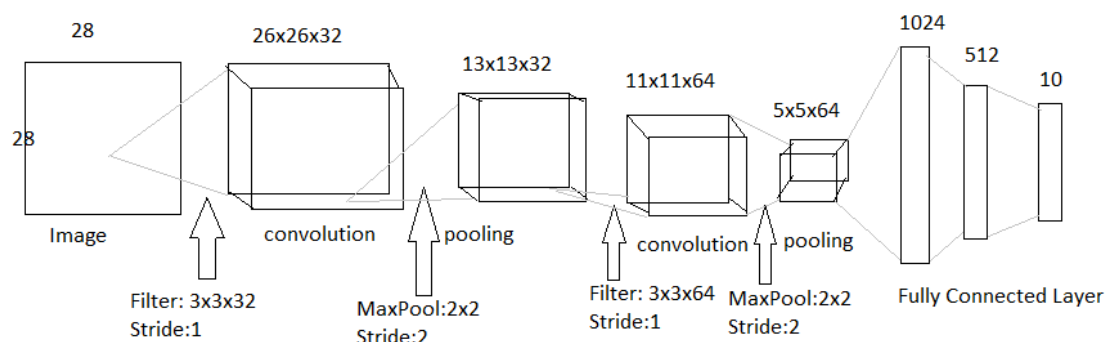 28
28
Image
26x26x32
convolution
Filter: 3x3x32
Stride:1
13x13x32
pooling
MaxPool:2x2
Stride:2
11x11x64
convolution
Filter: 3x3x64
Stride:1
5x5x64
pooling
MaxPool:2x2
Stride:2
1024
512
10
Fully Connected Layer